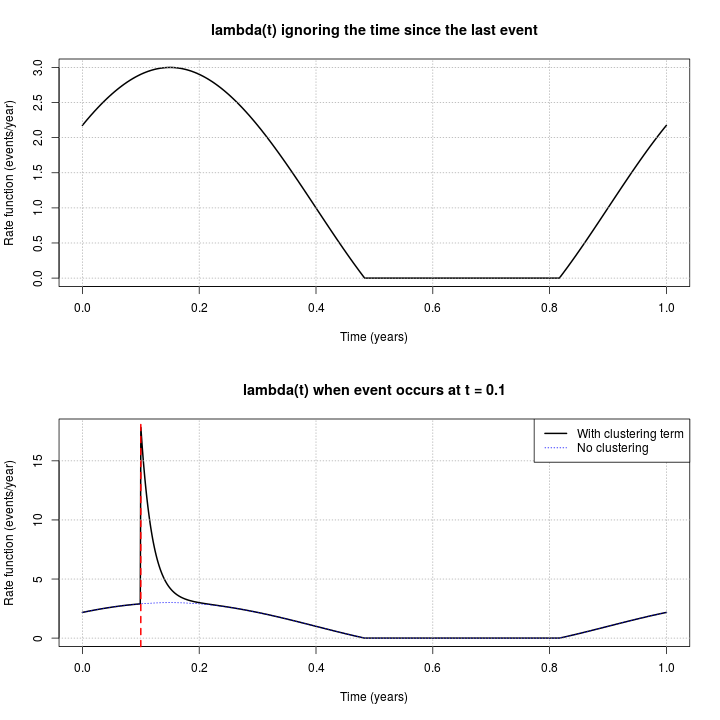 lambda(t) ignoring the time since the last event
Rate function (events/year)
3.0
2.5
2.0
1.5
1.0
0.5
0.0
0.0 0.2 0.4 0.6 0.8 1.0
Time (years)
lambda(t) when event occurs at t = 0.1
With clustering term
No clustering
Rate function (events/year)
15
10
5
0
0.0 0.2 0.4 0.6 0.8 1.0
Time (years)